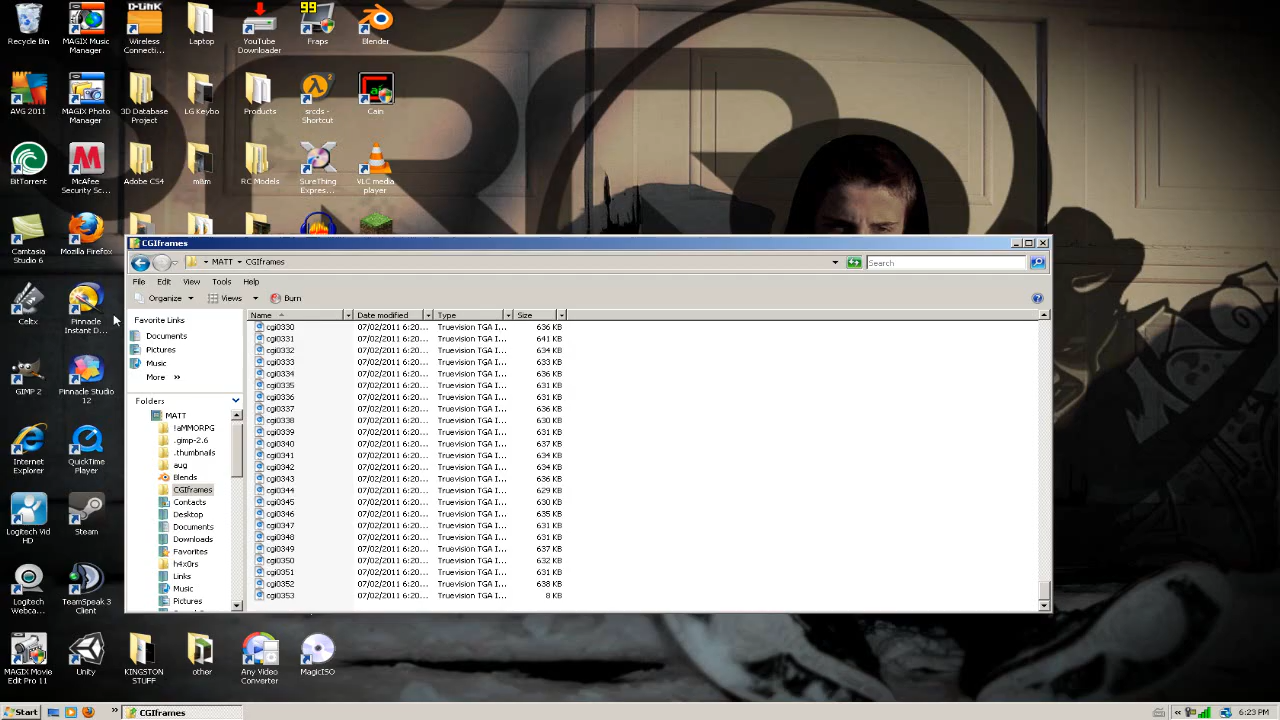 99
Recycle Bin
MAGIX Music Manager
Wireless Connecti...
Laptop
YouTube Downloader
Fraps
Blender
AVG 2011
MAGIX Photo Manager
3D Database Project
LG Keybo
Products
srcds - Shortcut
Cain
BitTorrent
McAfee Security Sc...
Adobe CS4
m8m
RC Models
SureThing Expres...
VLC media player
Camtasia Studio 6
Mozilla Firefox
Celtx
Pinnacle Instant D...
GIMP 2
Pinnacle Studio 12
Internet Explorer
QuickTime Player
Logitech Vid HD
Steam
Logitech Webca...
TeamSpeak 3 Client
MAGIX Movie Edit Pro 11
Unity
KINGSTON STUFF
other
Any Video Converter
MagicISO
CGIframes
MATT CGIframes
Search
File Edit View Tools Help
Organize Views Burn
Favorite Links
Documents
Pictures
Music
More »
Folders
MATT
!aMMORPG
.gimp-2.6
.thumbnails
aug
Blends
CGIframes
Contacts
Desktop
Documents
Downloads
Favorites
h4x0rs
Links
Music
Pictures
Name Date modified Type Size
cgi0330 07/02/2011 6:20... Truevision TGA I... 636 KB
cgi0331 07/02/2011 6:20... Truevision TGA I... 641 KB
cgi0332 07/02/2011 6:20... Truevision TGA I... 634 KB
cgi0333 07/02/2011 6:20... Truevision TGA I... 633 KB
cgi0334 07/02/2011 6:20... Truevision TGA I... 636 KB
cgi0335 07/02/2011 6:20... Truevision TGA I... 631 KB
cgi0336 07/02/2011 6:20... Truevision TGA I... 631 KB
cgi0337 07/02/2011 6:20... Truevision TGA I... 636 KB
cgi0338 07/02/2011 6:20... Truevision TGA I... 630 KB
cgi0339 07/02/2011 6:20... Truevision TGA I... 631 KB
cgi0340 07/02/2011 6:20... Truevision TGA I... 637 KB
cgi0341 07/02/2011 6:20... Truevision TGA I... 634 KB
cgi0342 07/02/2011 6:20... Truevision TGA I... 634 KB
cgi0343 07/02/2011 6:20... Truevision TGA I... 636 KB
cgi0344 07/02/2011 6:20... Truevision TGA I... 629 KB
cgi0345 07/02/2011 6:20... Truevision TGA I... 630 KB
cgi0346 07/02/2011 6:20... Truevision TGA I... 635 KB
cgi0347 07/02/2011 6:20... Truevision TGA I... 631 KB
cgi0348 07/02/2011 6:20... Truevision TGA I... 631 KB
cgi0349 07/02/2011 6:20... Truevision TGA I... 637 KB
cgi0350 07/02/2011 6:20... Truevision TGA I... 632 KB
cgi0351 07/02/2011 6:20... Truevision TGA I... 631 KB
cgi0352 07/02/2011 6:20... Truevision TGA I... 638 KB
cgi0353 07/02/2011 6:20... Truevision TGA I... 8 KB
Start » CGIframes « 6:23 PM